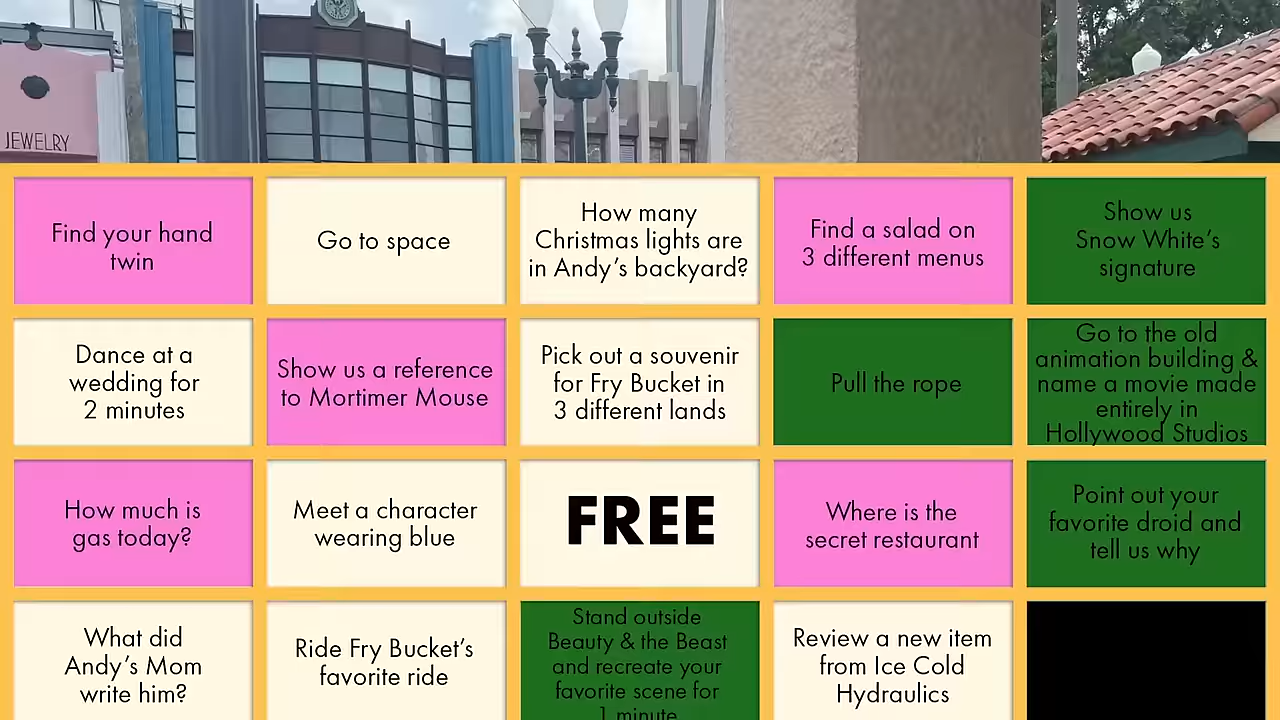 JEWELRY
Find your hand
twin
Go to space
How many
Christmas lights are
in Andy's backyard?
Find a salad on
3 different menus
Show us
Snow White's
signature
Dance at a
wedding for
2 minutes
Show us a reference
to Mortimer Mouse
Pick out a souvenir
for Fry Bucket in
3 different lands
Pull the rope
Go to the old
animation building &
name a movie made
entirely in
Hollywood Studios
How much is
gas today?
Meet a character
wearing blue
FREE
Where is the
secret restaurant
Point out your
favorite droid and
tell us why
What did
Andy's Mom
write him?
Ride Fry Bucket's
favorite ride
Stand outside
Beauty & the Beast
and recreate your
favorite scene for
1 minute
Review a new item
from Ice Cold
Hydraulics